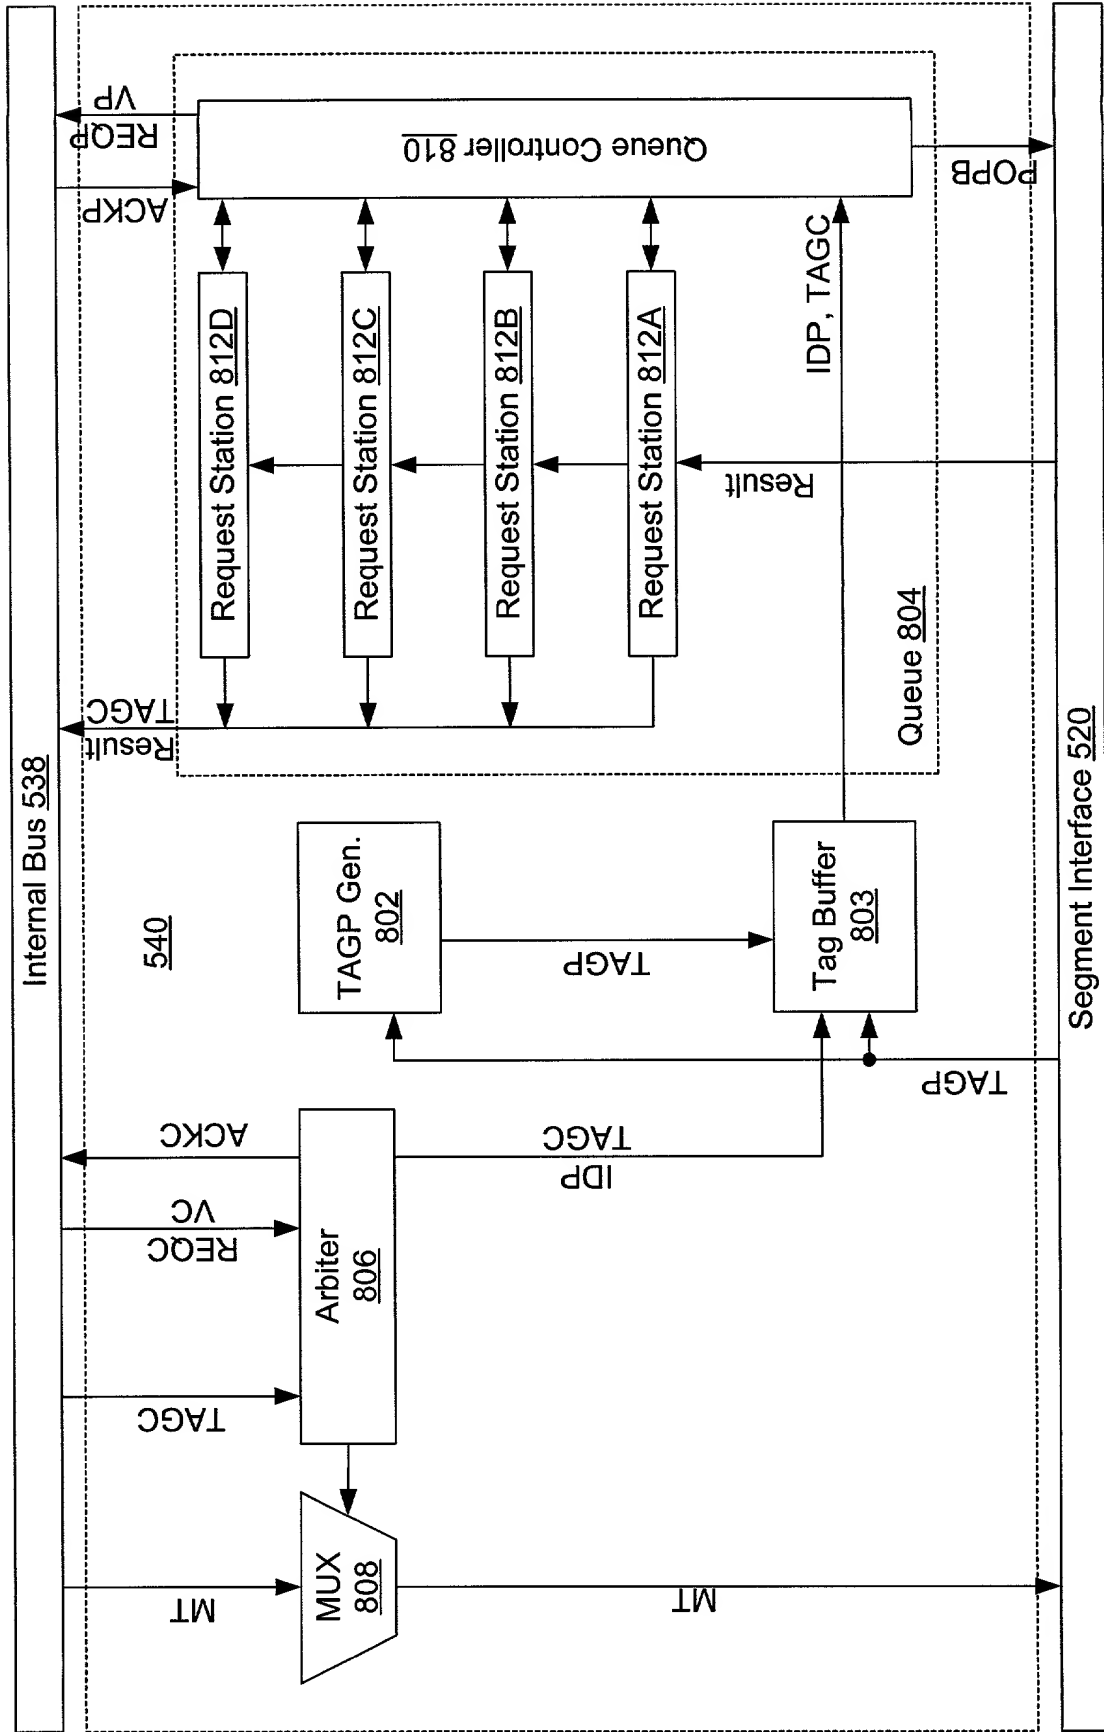 Internal Bus 538
540
MT
TAGC
REQC
VC
ACKC
Result
TAGC
ACKP
REQP
VP
MUX
808
Arbiter
806
TAGP Gen.
802
Request Station 812D
Request Station 812C
Request Station 812B
Request Station 812A
Queue Controller 810
IDP
TAGC
TAGP
Tag Buffer
803
IDP, TAGC
Result
Queue 804
MT
TAGP
POPB
Segment Interface 520